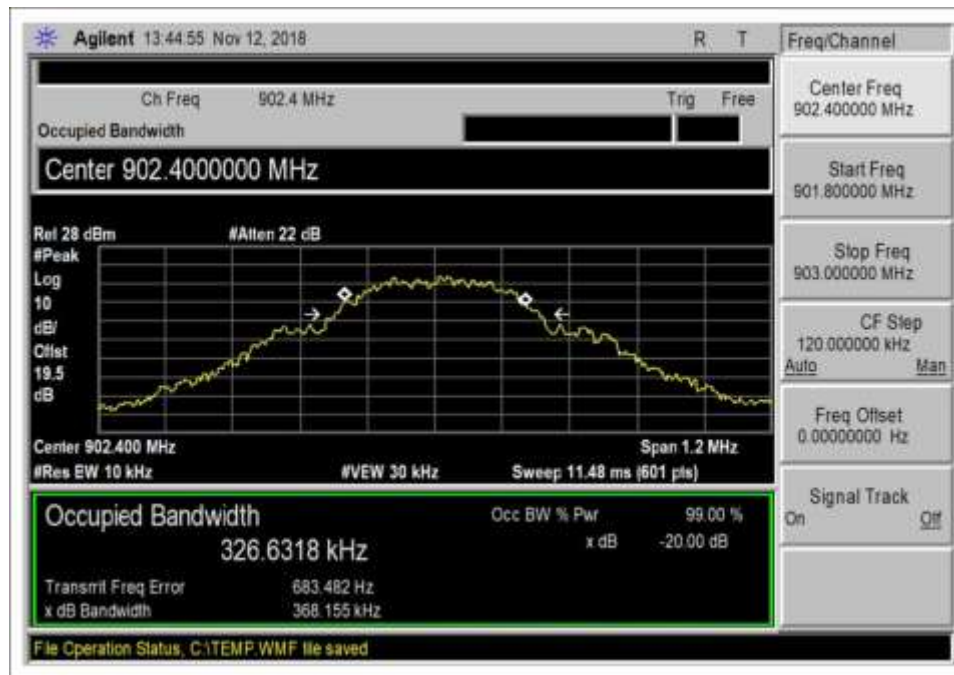 Agilent 13:44:55 Nov 12, 2018 R T
Freq/Channel
Ch Freq 902.4 MHz Trig Free
Occupied Bandwidth
Center 902.4000000 MHz
Ref 28 dBm #Atten 22 dB
#Peak
Log
10
dB/
Offst
19.5
dB
Center 902.400 MHz Span 1.2 MHz
#Res BW 10 kHz #VBW 30 kHz Sweep 11.48 ms (601 pts)
Occupied Bandwidth Occ BW % Pwr 99.00 %
326.6318 kHz x dB -20.00 dB
Transmit Freq Error 683.482 Hz
x dB Bandwidth 368.155 kHz
File Operation Status, C:\TEMP.WMF file saved
Center Freq
902.400000 MHz
Start Freq
901.800000 MHz
Stop Freq
903.000000 MHz
CF Step
120.000000 kHz
Auto Man
Freq Offset
0.00000000 Hz
Signal Track
On Off